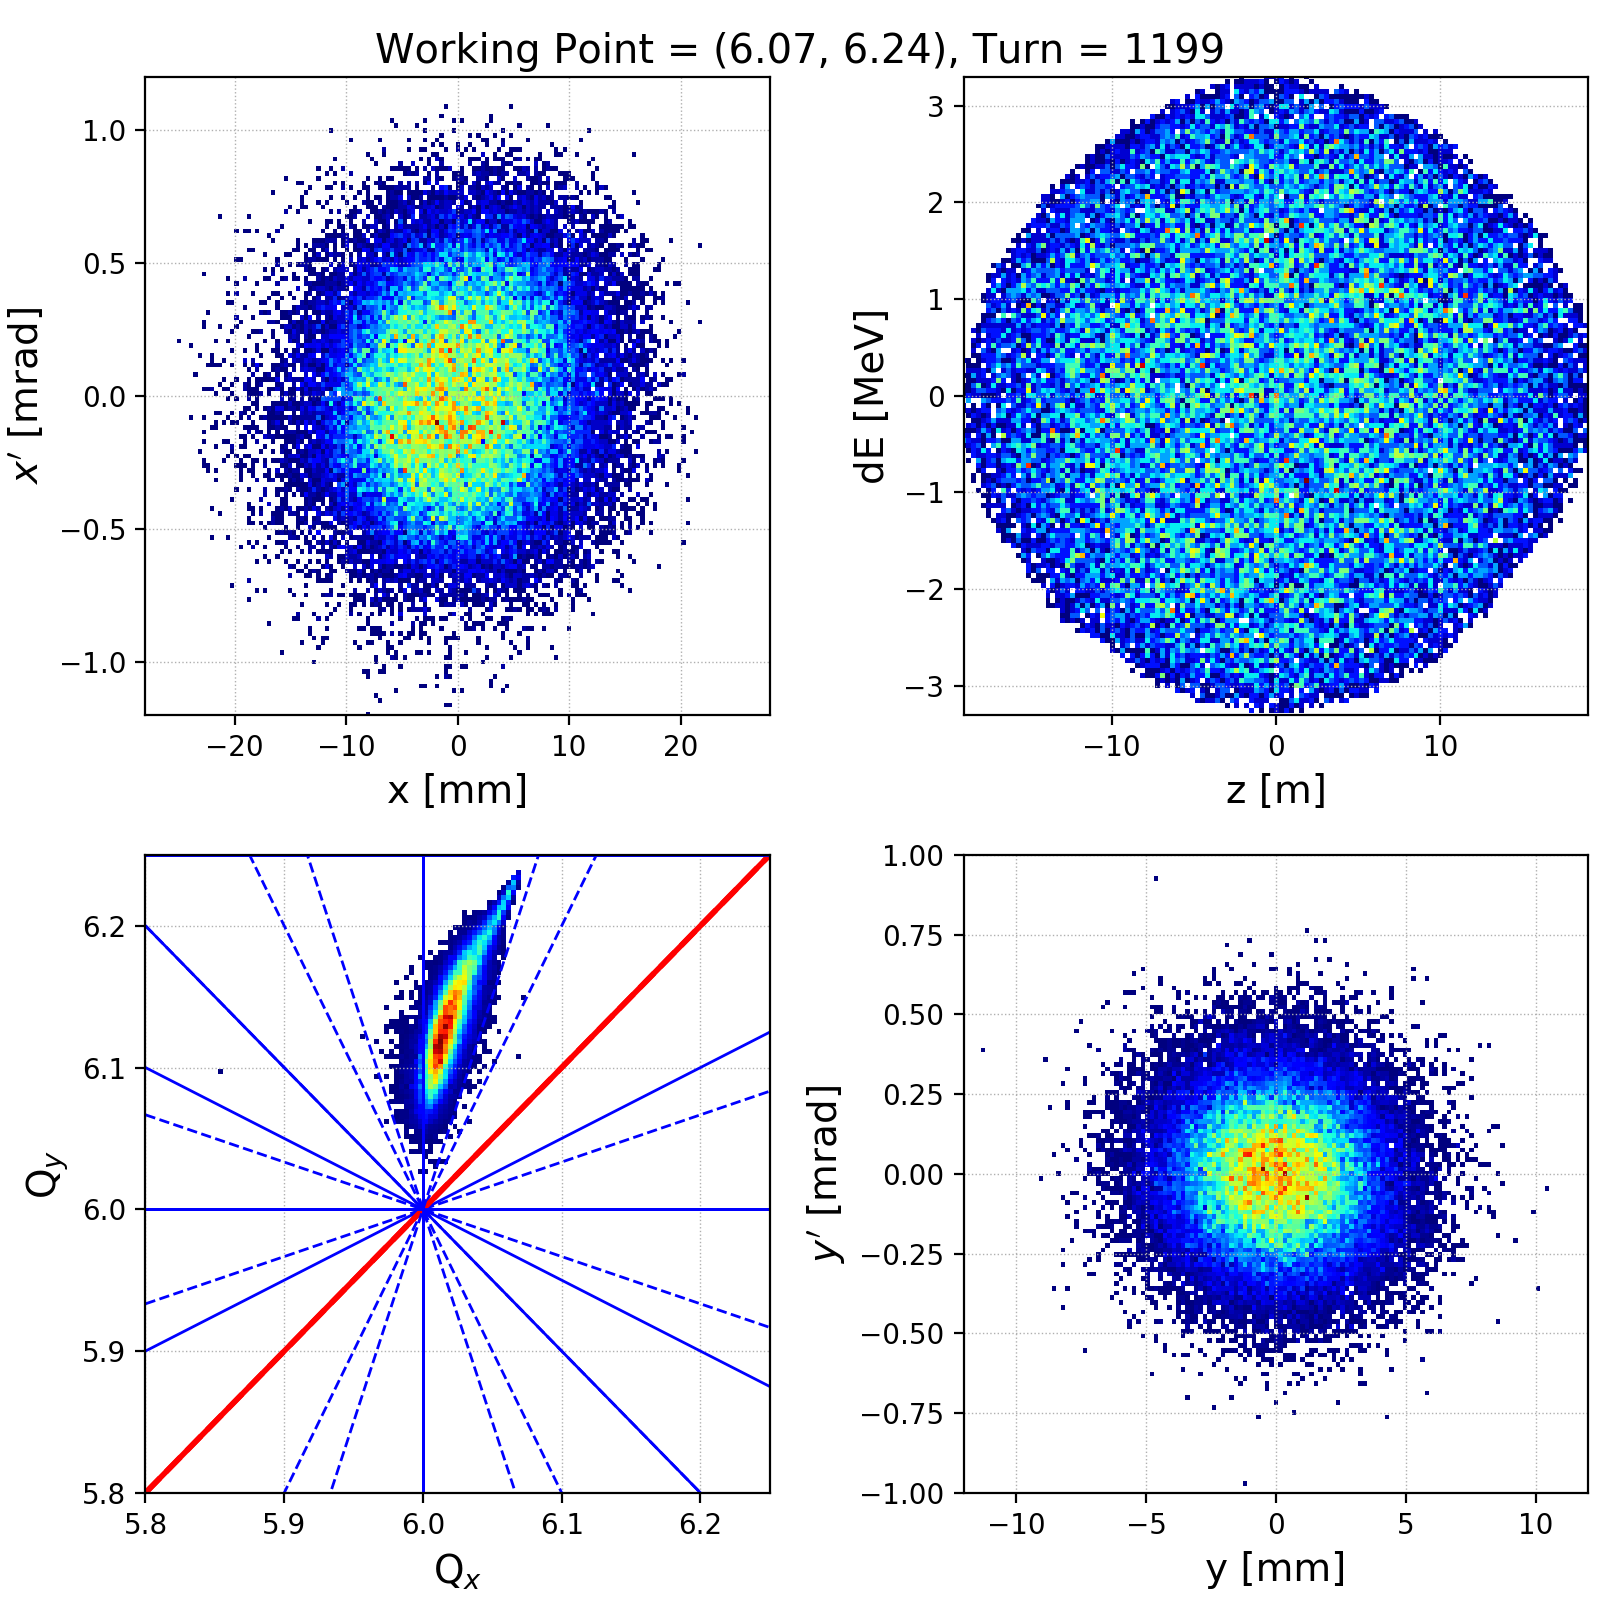 Working Point = (6.07, 6.24), Turn = 1199
1.0
0.5
0.0
−0.5
−1.0
x′ [mrad]
−20 −10 0 10 20
x [mm]
3
2
1
0
−1
−2
−3
dE [MeV]
−10 0 10
z [m]
6.2
6.1
6.0
5.9
5.8
Qy
5.8 5.9 6.0 6.1 6.2
Qx
1.00
0.75
0.50
0.25
0.00
−0.25
−0.50
−0.75
−1.00
y′ [mrad]
−10 −5 0 5 10
y [mm]